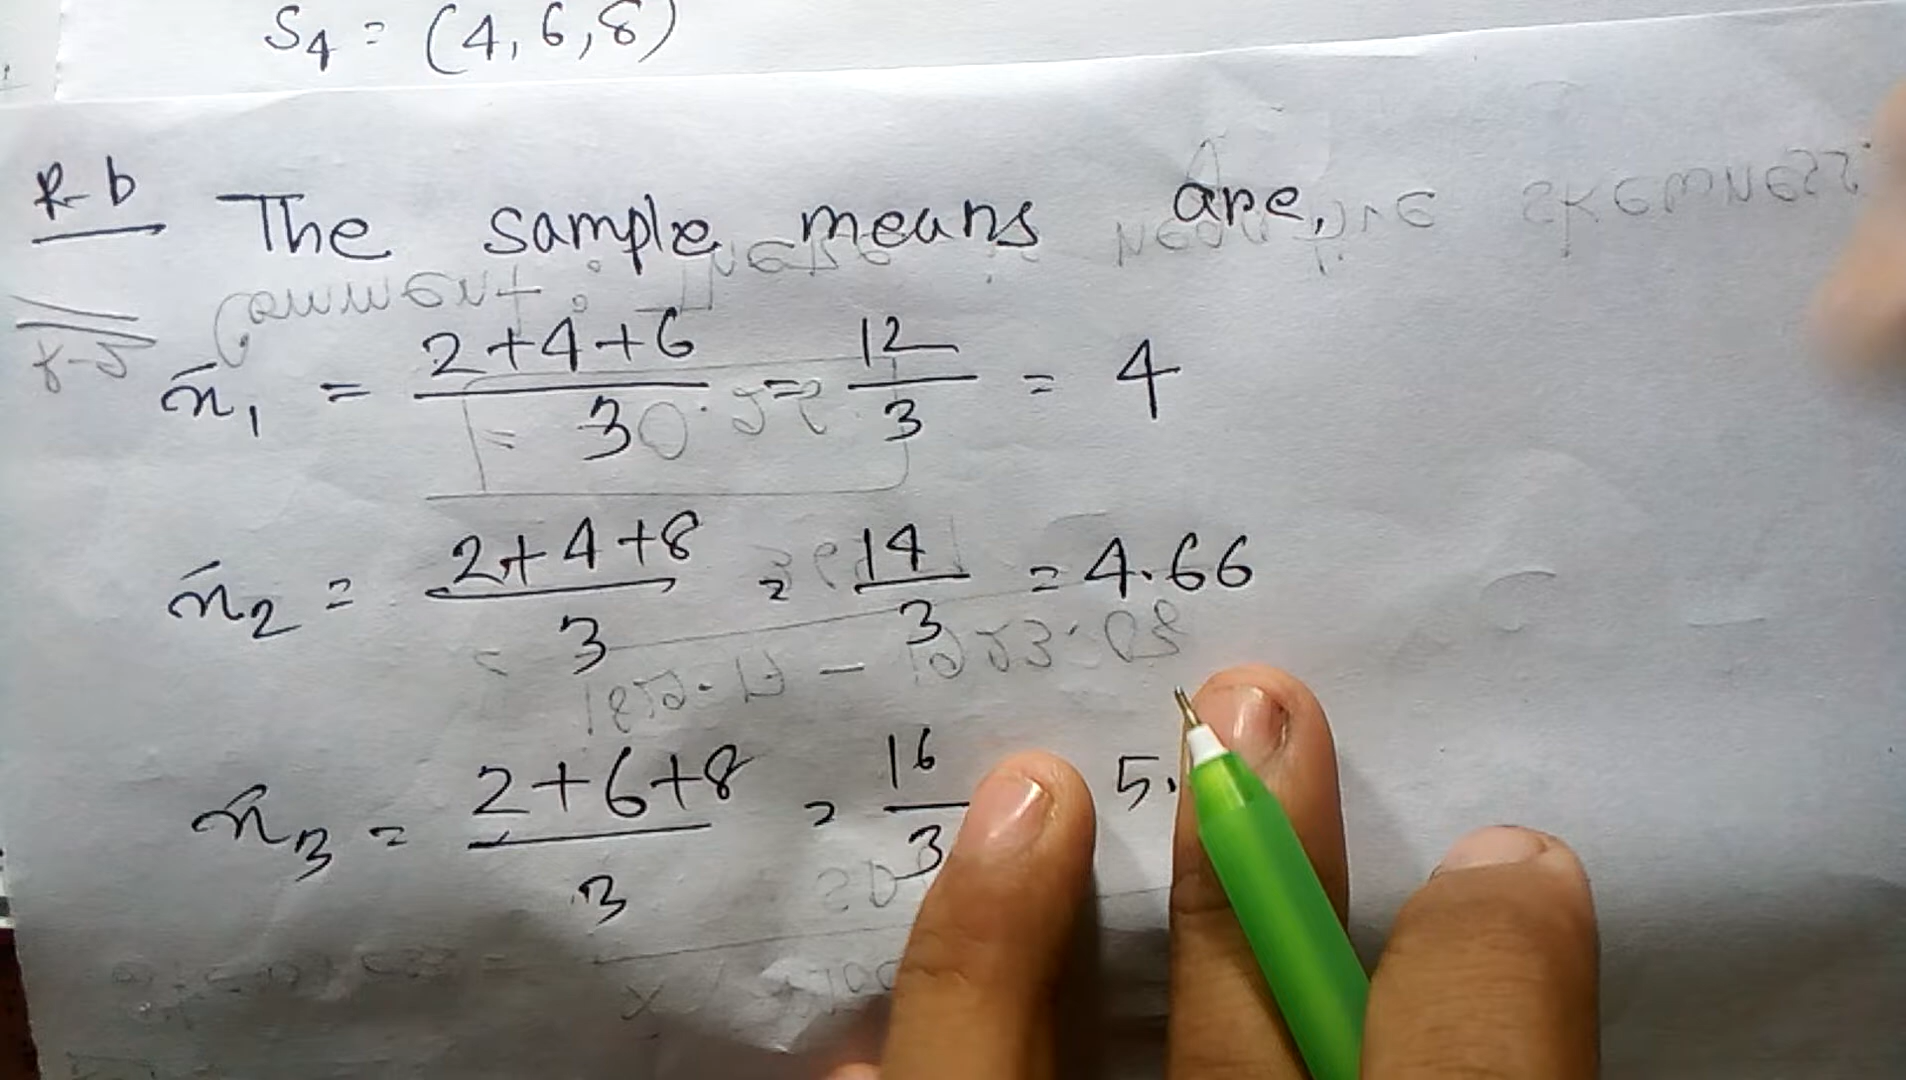 S4 = (4, 6, 8)
R-b The sample means are,
x̄1 = 2+4+6 / 3 = 12 / 3 = 4
x̄2 = 2+4+8 / 3 = 14 / 3 = 4.66
x̄3 = 2+6+8 / 3 = 16 / 3 5.